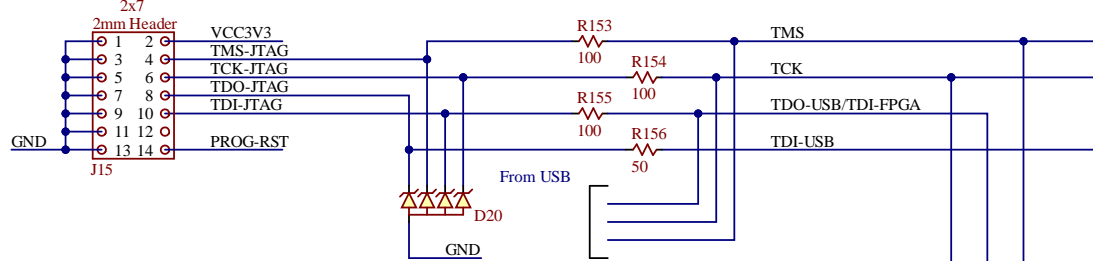 2x7
2mm Header
1 2 VCC3V3
3 4 TMS-JTAG
5 6 TCK-JTAG
7 8 TDO-JTAG
9 10 TDI-JTAG
11 12
GND 13 14 PROG-RST
J15
R153
100
TMS
R154
100
TCK
R155
100
TDO-USB/TDI-FPGA
R156
50
TDI-USB
From USB
D20
GND